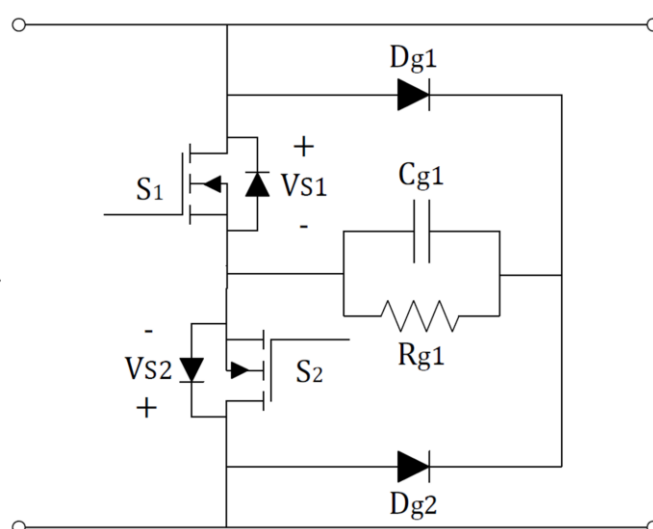 Dg1
+
S1
VS1
Cg1
-
-
Rg1
VS2
S2
+
Dg2